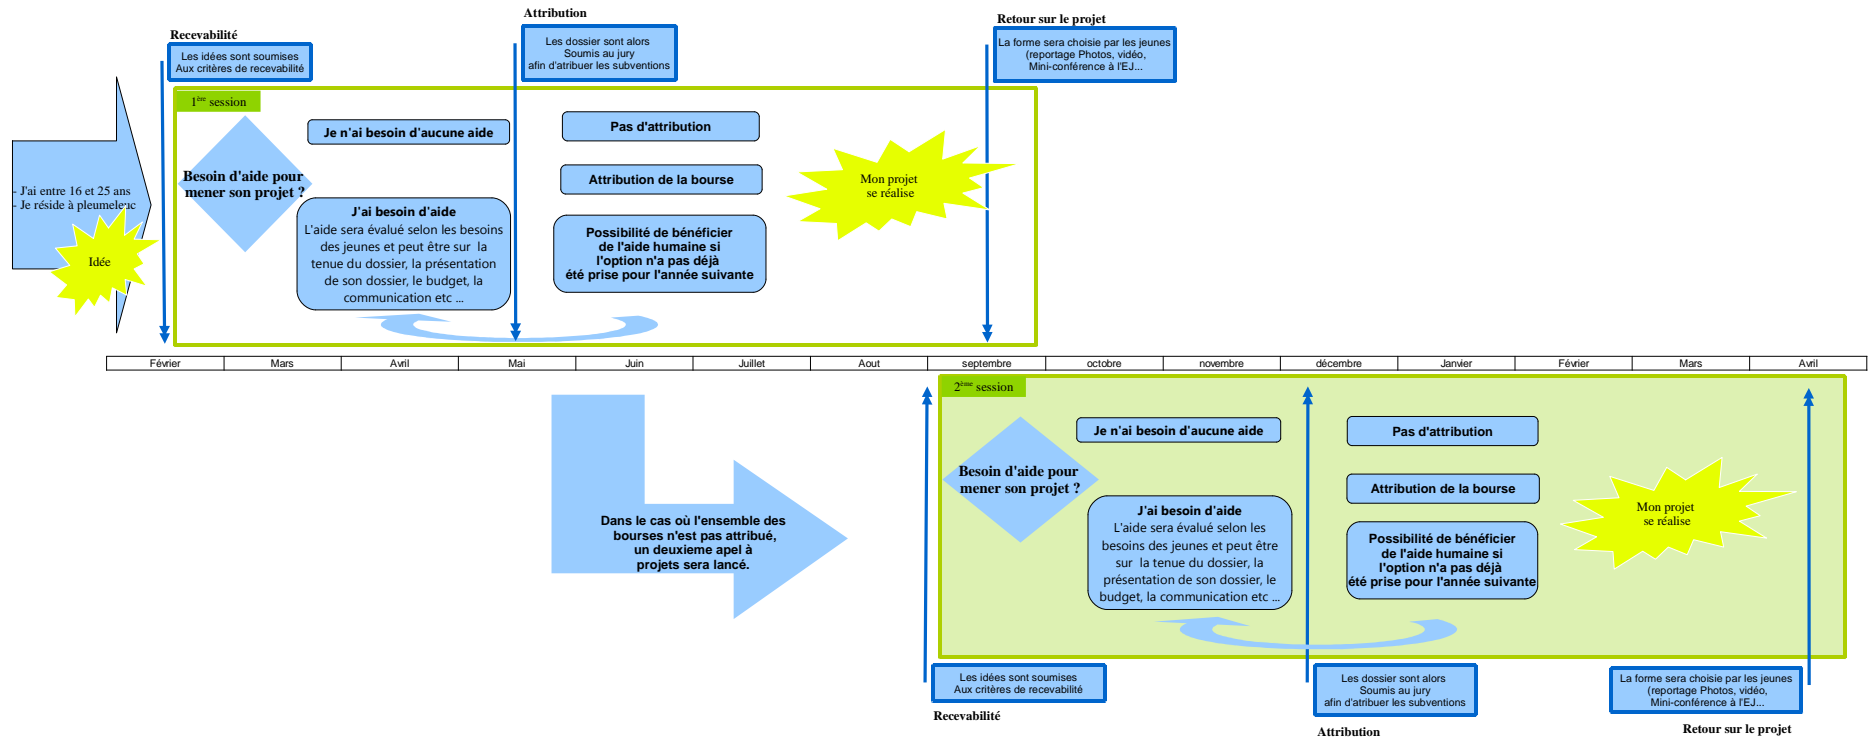 Attribution
Recevabilité
Retour sur le projet
Les idées sont soumises
Aux critères de recevabilité
Les dossier sont alors
Soumis au jury
afin d'atribuer les subventions
La forme sera choisie par les jeunes
(reportage Photos, vidéo,
Mini-conférence à l'EJ...
1ère session
- J'ai entre 16 et 25 ans
- Je réside à pleumeleuc
Idée
Besoin d'aide pour
mener son projet ?
Je n'ai besoin d'aucune aide
J'ai besoin d'aide
L'aide sera évalué selon les besoins
des jeunes et peut être sur la
tenue du dossier, la présentation
de son dossier, le budget, la
communication etc ...
Pas d'attribution
Attribution de la bourse
Possibilité de bénéficier
de l'aide humaine si
l'option n'a pas déjà
été prise pour l'année suivante
Mon projet
se réalise
Février Mars Avril Mai Juin Juillet Aout septembre octobre novembre décembre Janvier Février Mars Avril
2ème session
Dans le cas où l'ensemble des
bourses n'est pas attribué,
un deuxieme apel à
projets sera lancé.
Besoin d'aide pour
mener son projet ?
Je n'ai besoin d'aucune aide
J'ai besoin d'aide
L'aide sera évalué selon les
besoins des jeunes et peut être
sur la tenue du dossier, la
présentation de son dossier, le
budget, la communication etc ...
Pas d'attribution
Attribution de la bourse
Possibilité de bénéficier
de l'aide humaine si
l'option n'a pas déjà
été prise pour l'année suivante
Mon projet
se réalise
Les idées sont soumises
Aux critères de recevabilité
Recevabilité
Les dossier sont alors
Soumis au jury
afin d'atribuer les subventions
Attribution
La forme sera choisie par les jeunes
(reportage Photos, vidéo,
Mini-conférence à l'EJ...
Retour sur le projet